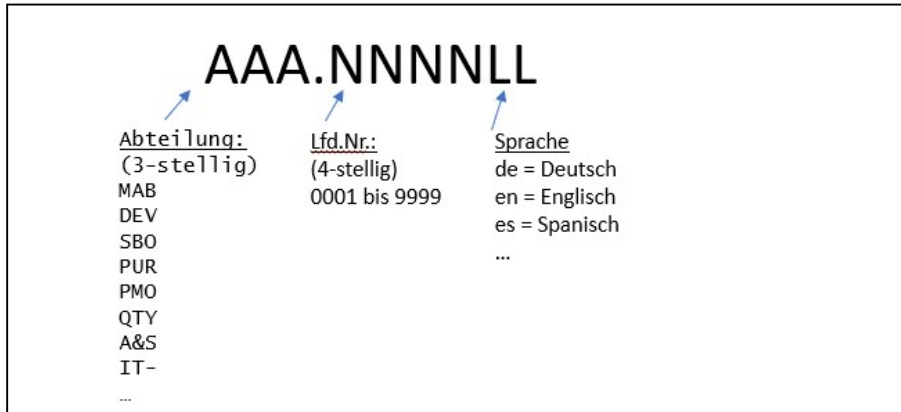 AAA.NNNNLL
Abteilung:
(3-stellig)
MAB
DEV
SBO
PUR
PMO
QTY
A&S
IT-
…
Lfd.Nr.:
(4-stellig)
0001 bis 9999
Sprache
de = Deutsch
en = Englisch
es = Spanisch
…